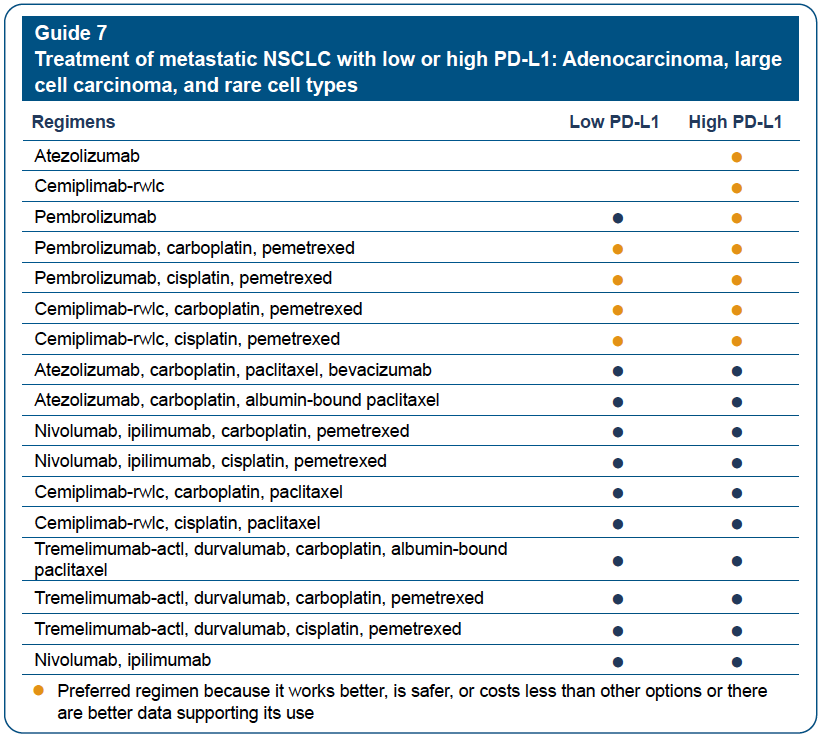 Guide 7
Treatment of metastatic NSCLC with low or high PD-L1: Adenocarcinoma, large
cell carcinoma, and rare cell types
Regimens Low PD-L1 High PD-L1
Atezolizumab
Cemiplimab-rwlc
Pembrolizumab
Pembrolizumab, carboplatin, pemetrexed
Pembrolizumab, cisplatin, pemetrexed
Cemiplimab-rwlc, carboplatin, pemetrexed
Cemiplimab-rwlc, cisplatin, pemetrexed
Atezolizumab, carboplatin, paclitaxel, bevacizumab
Atezolizumab, carboplatin, albumin-bound paclitaxel
Nivolumab, ipilimumab, carboplatin, pemetrexed
Nivolumab, ipilimumab, cisplatin, pemetrexed
Cemiplimab-rwlc, carboplatin, paclitaxel
Cemiplimab-rwlc, cisplatin, paclitaxel
Tremelimumab-actl, durvalumab, carboplatin, albumin-bound
paclitaxel
Tremelimumab-actl, durvalumab, carboplatin, pemetrexed
Tremelimumab-actl, durvalumab, cisplatin, pemetrexed
Nivolumab, ipilimumab
Preferred regimen because it works better, is safer, or costs less than other options or there
are better data supporting its use